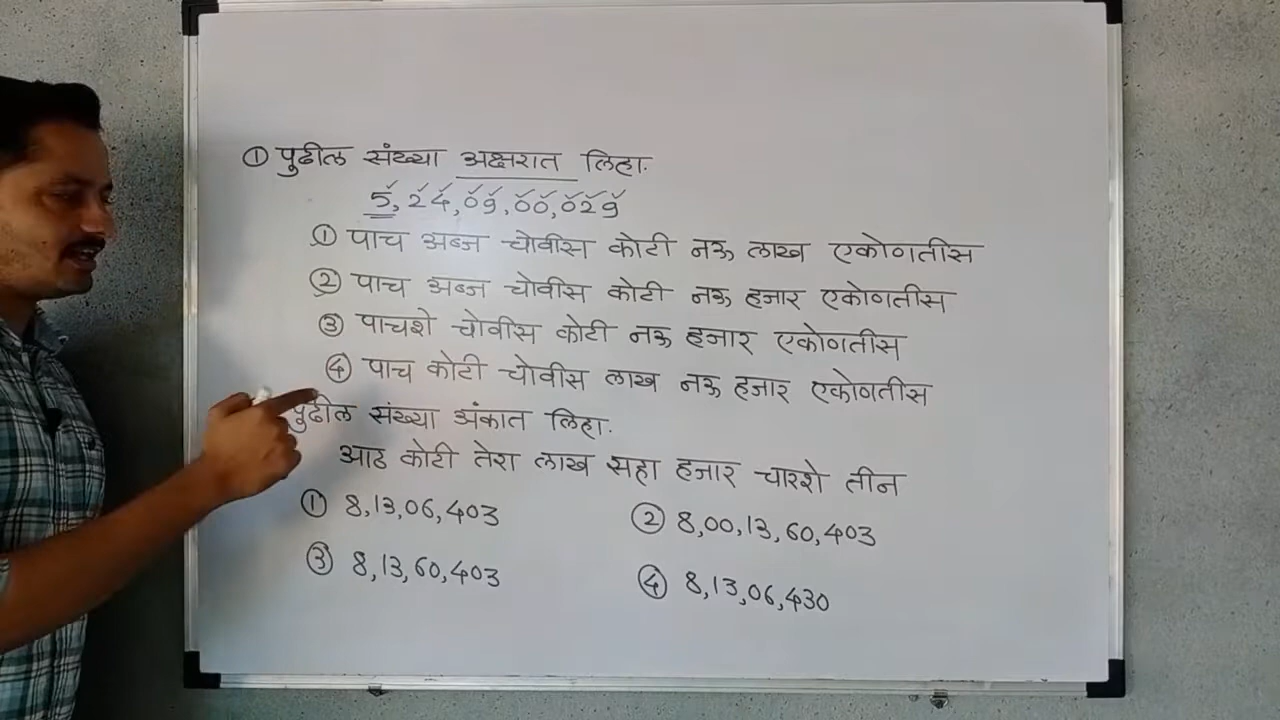 ① पुढील संख्या अक्षरात लिहा.
5,24,09,00,029
① पाच अब्ज चोवीस कोटी नऊ लाख एकोणतीस
② पाच अब्ज चोवीस कोटी नऊ हजार एकोणतीस
③ पाचशे चोवीस कोटी नऊ हजार एकोणतीस
④ पाच कोटी चोवीस लाख नऊ हजार एकोणतीस
पुढील संख्या अंकात लिहा.
आठ कोटी तेरा लाख सहा हजार चारशे तीन
① 8,13,06,403 ② 8,00,13,60,403
③ 8,13,60,403 ④ 8,13,06,430